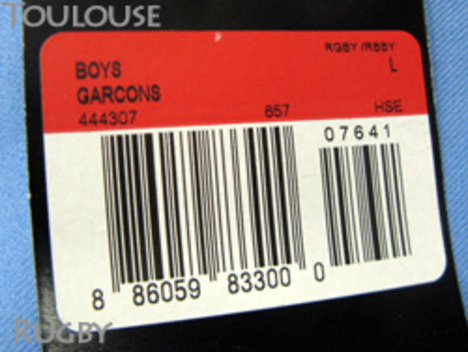 TOULOUSE
RGBY /RBBY
BOYS L
GARCONS
444307 657 HSE
07641
8 86059 83300 0
RUGBY